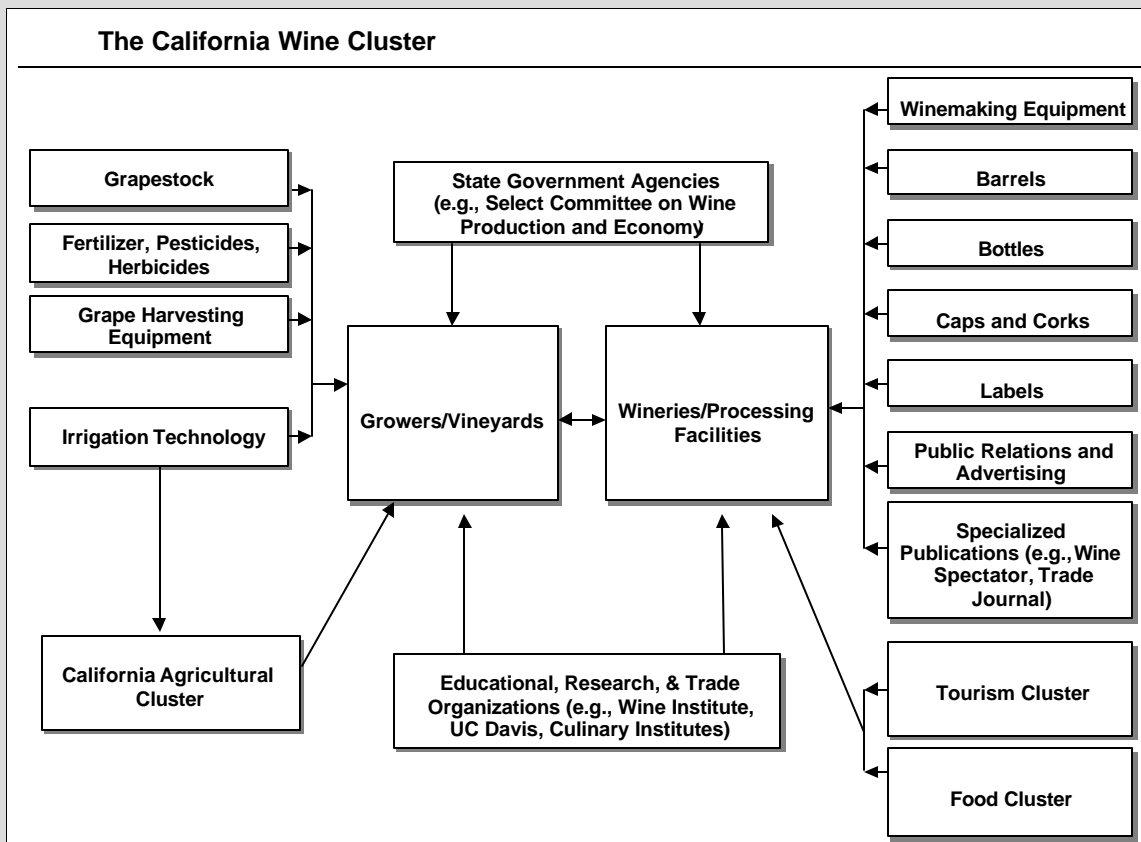 The California Wine Cluster
Grapestock
Fertilizer, Pesticides,
Herbicides
Grape Harvesting
Equipment
Irrigation Technology
California Agricultural
Cluster
State Government Agencies
(e.g., Select Committee on Wine
Production and Economy)
Growers/Vineyards
Wineries/Processing
Facilities
Educational, Research, & Trade
Organizations (e.g., Wine Institute,
UC Davis, Culinary Institutes)
Winemaking Equipment
Barrels
Bottles
Caps and Corks
Labels
Public Relations and
Advertising
Specialized
Publications (e.g., Wine
Spectator, Trade
Journal)
Tourism Cluster
Food Cluster